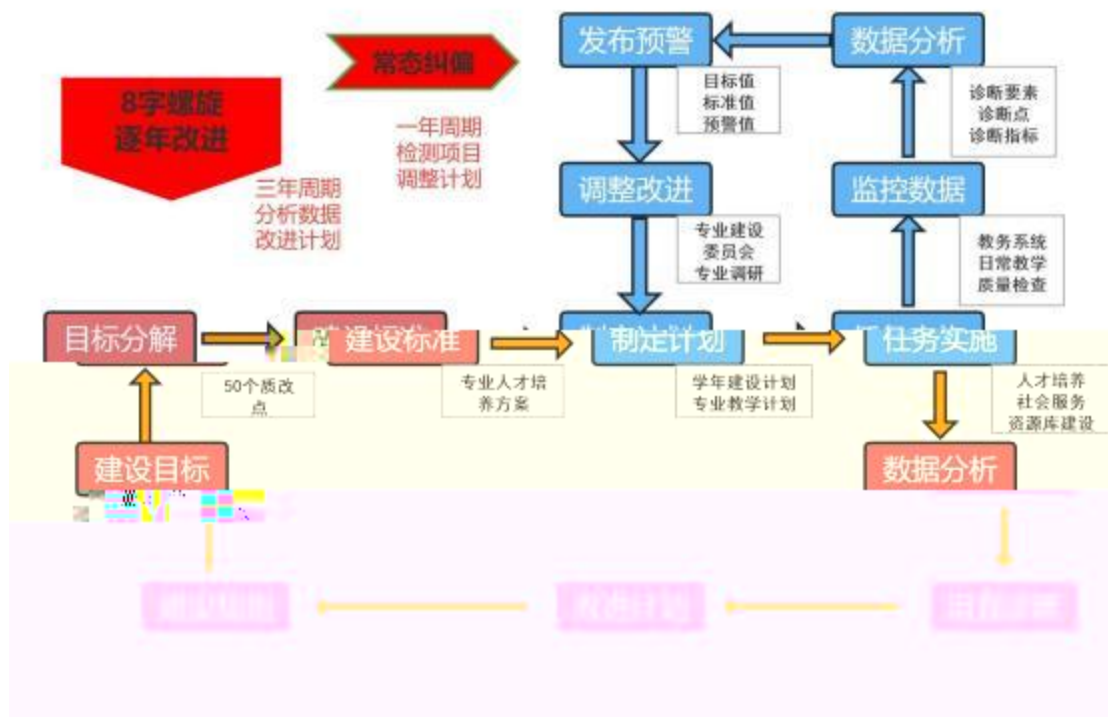 8字螺旋
逐年改进
三年周期
分析数据
改进计划
常态纠偏
一年周期
检测项目
调整计划
发布预警
数据分析
目标值
标准值
预警值
诊断要素
诊断点
诊断指标
调整改进
监控数据
专业建设
委员会
专业调研
教务系统
日常教学
质量检查
目标分解
建设标准
制定计划
任务实施
50个质改
点
专业人才培
养方案
学年建设计划
专业教学计划
人才培养
社会服务
资源库建设
建设目标
数据分析